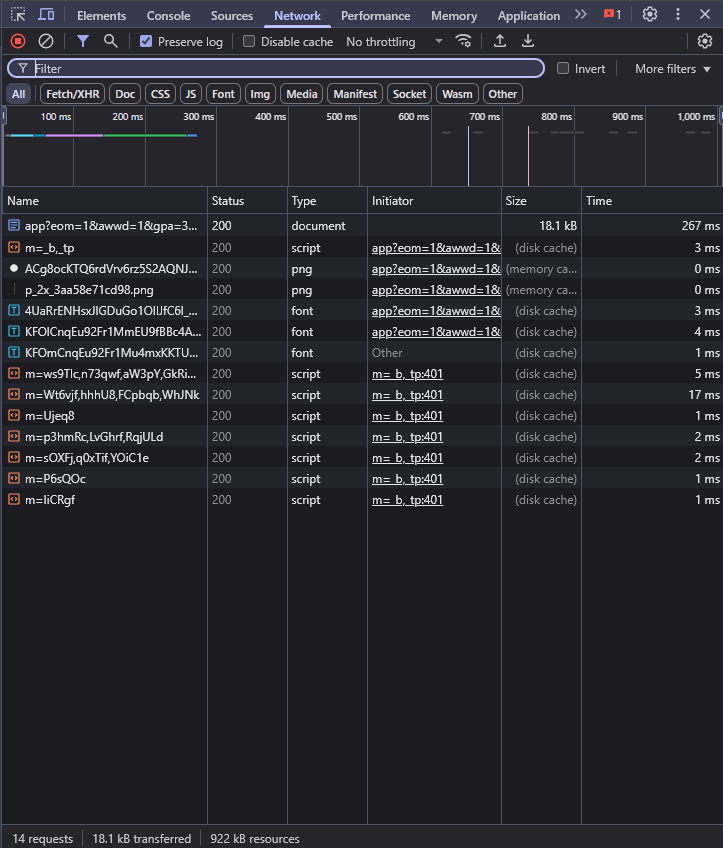 Elements Console Sources Network Performance Memory Application 1
Preserve log Disable cache No throttling
Filter Invert More filters
All Fetch/XHR Doc CSS JS Font Img Media Manifest Socket Wasm Other
100 ms 200 ms 300 ms 400 ms 500 ms 600 ms 700 ms 800 ms 900 ms 1,000 ms
Name Status Type Initiator Size Time
app?eom=1&awwd=1&gpa=3... 200 document 18.1 kB 267 ms
m=_b,_tp 200 script app?eom=1&awwd=1& (disk cache) 3 ms
ACg8ocKTQ6rdVrv6rz5S2AQNJ... 200 png app?eom=1&awwd=1& (memory ca... 0 ms
p_2x_3aa58e71cd98.png 200 png app?eom=1&awwd=1& (memory ca... 0 ms
4UaRrENHsxJlGDuGo1OIlJfC6l_... 200 font app?eom=1&awwd=1& (disk cache) 3 ms
KFOlCnqEu92Fr1MmEU9fBBc4A... 200 font app?eom=1&awwd=1& (disk cache) 4 ms
KFOmCnqEu92Fr1Mu4mxKKTU... 200 font Other (disk cache) 1 ms
m=ws9Tlc,n73qwf,aW3pY,GkRi... 200 script m=_b,_tp:401 (disk cache) 5 ms
m=Wt6vjf,hhhU8,FCpbqb,WhJNk 200 script m=_b,_tp:401 (disk cache) 17 ms
m=Ujeq8 200 script m=_b,_tp:401 (disk cache) 1 ms
m=p3hmRc,LvGhrf,RqjULd 200 script m=_b,_tp:401 (disk cache) 2 ms
m=sOXFj,q0xTif,YOiC1e 200 script m=_b,_tp:401 (disk cache) 2 ms
m=P6sQOc 200 script m=_b,_tp:401 (disk cache) 1 ms
m=IiCRgf 200 script m=_b,_tp:401 (disk cache) 1 ms
14 requests 18.1 kB transferred 922 kB resources